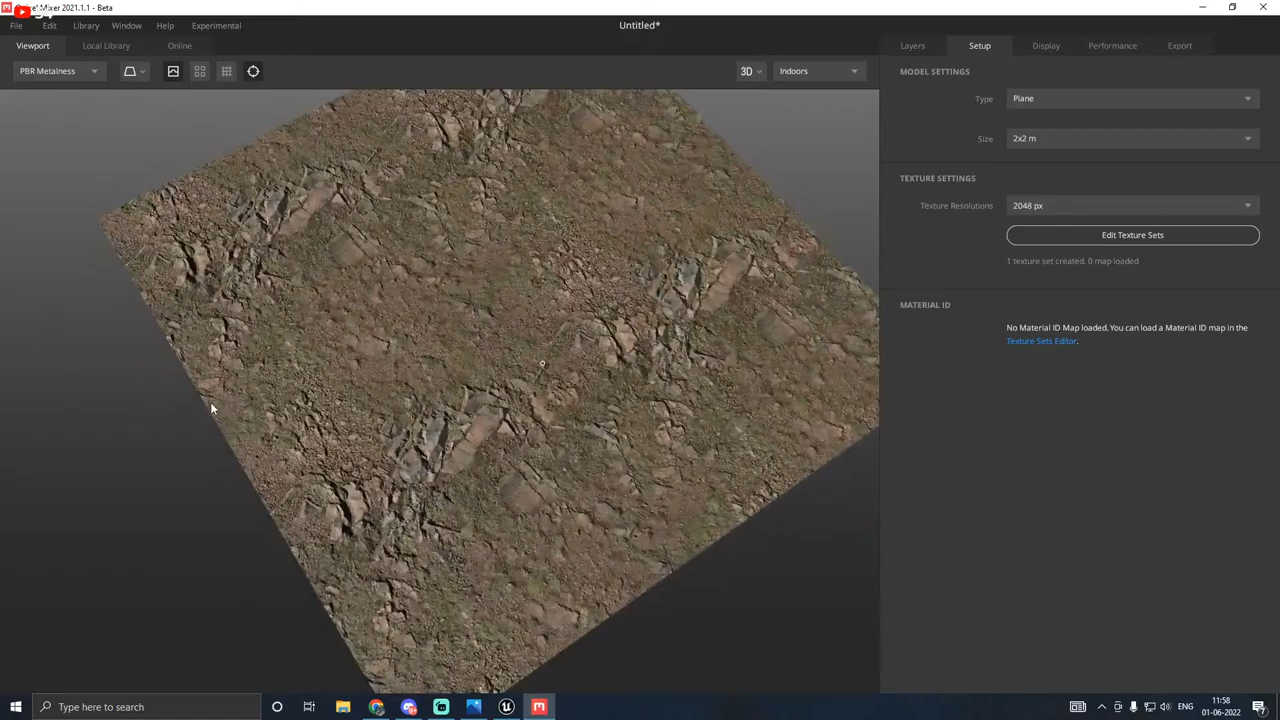 Mixer 2021.1.1 - Beta
File Edit Library Window Help Experimental
Untitled*
Viewport Local Library Online
Layers Setup Display Performance Export
PBR Metalness
3D
Indoors
MODEL SETTINGS
Type Plane
Size 2x2 m
TEXTURE SETTINGS
Texture Resolutions 2048 px
Edit Texture Sets
1 texture set created. 0 map loaded
MATERIAL ID
No Material ID Map loaded. You can load a Material ID map in the
Texture Sets Editor.
Type here to search
ENG
11:58
01-06-2022